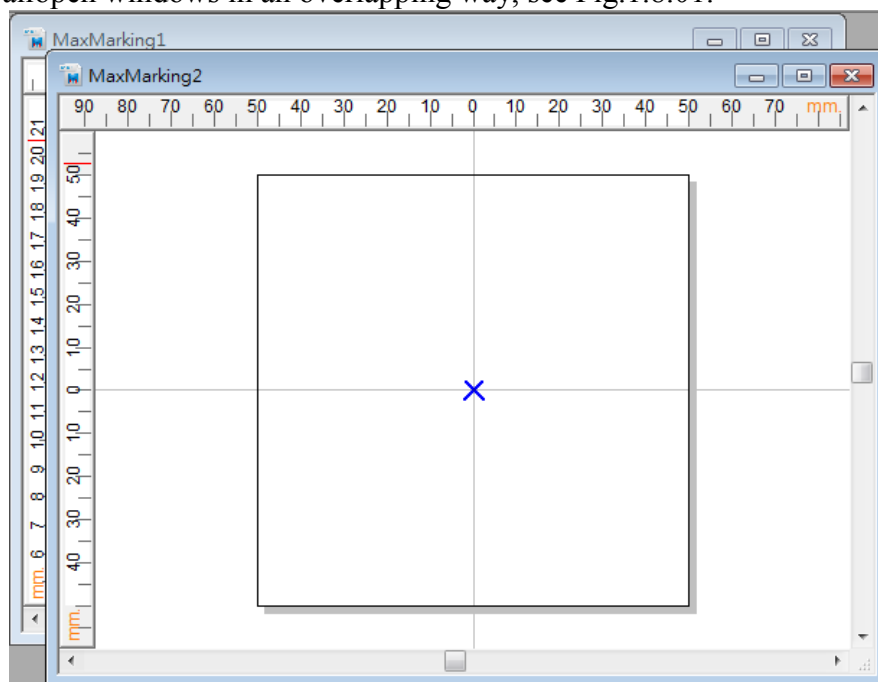 allopen windows in an overlapping way, see Fig.1.8.01.
MaxMarking1
MaxMarking2
90 80 70 60 50 40 30 20 10 0 10 20 30 40 50 60 70 mm.
21 20 19 18 17 16 15 14 13 12 11 10 9 8 7 6 mm.
50 40 30 20 10 0 10 20 30 40 mm.